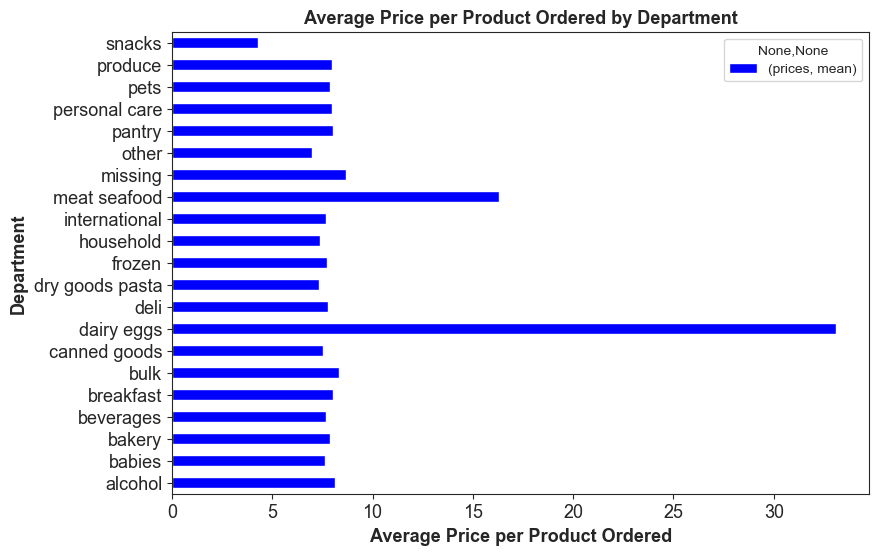 Average Price per Product Ordered by Department
None,None
(prices, mean)
snacks
produce
pets
personal care
pantry
other
missing
meat seafood
international
household
frozen
dry goods pasta
deli
dairy eggs
canned goods
bulk
breakfast
beverages
bakery
babies
alcohol
Department
0 5 10 15 20 25 30
Average Price per Product Ordered